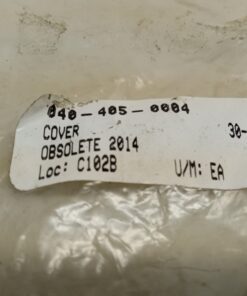 040-405-0004
COVER 30-
OBSOLETE 2014
Loc: C102B U/M: EA